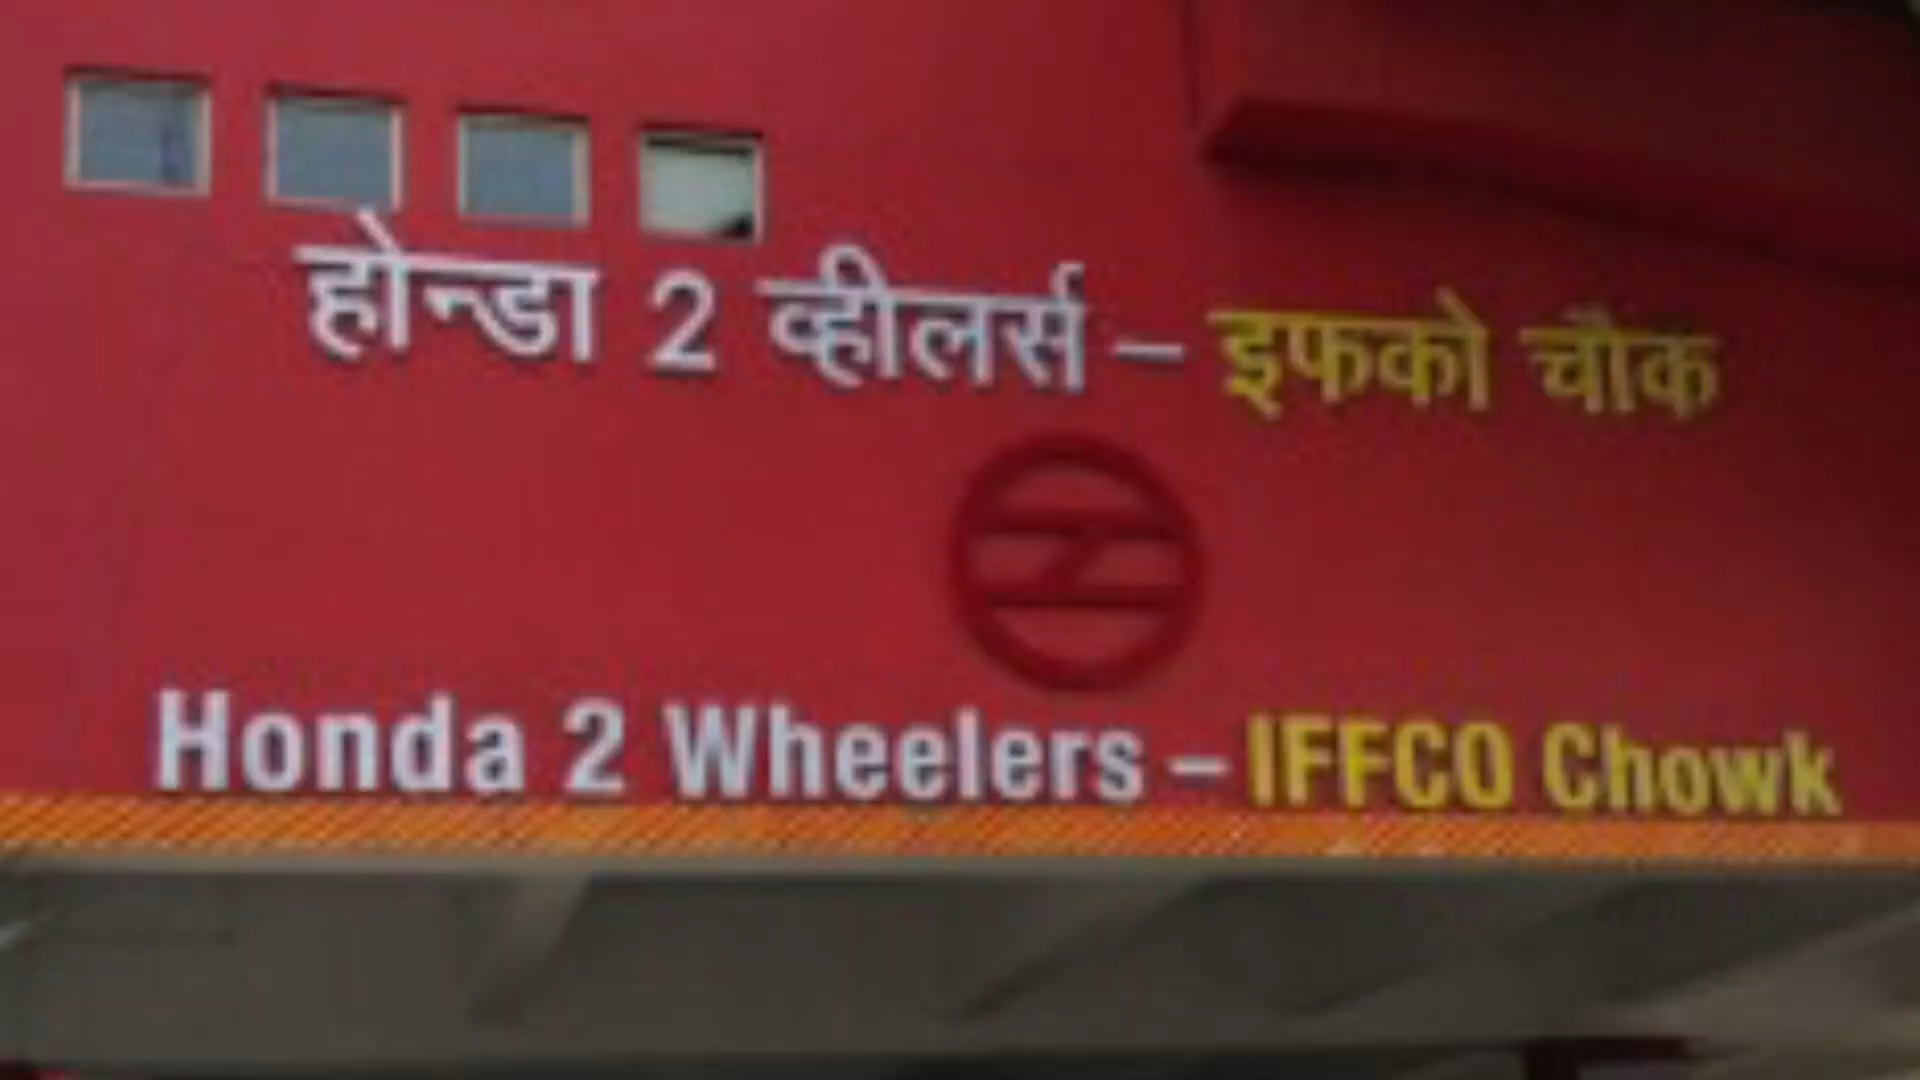 होन्डा 2 व्हीलर्स – इफको चौक
Honda 2 Wheelers – IFFCO Chowk